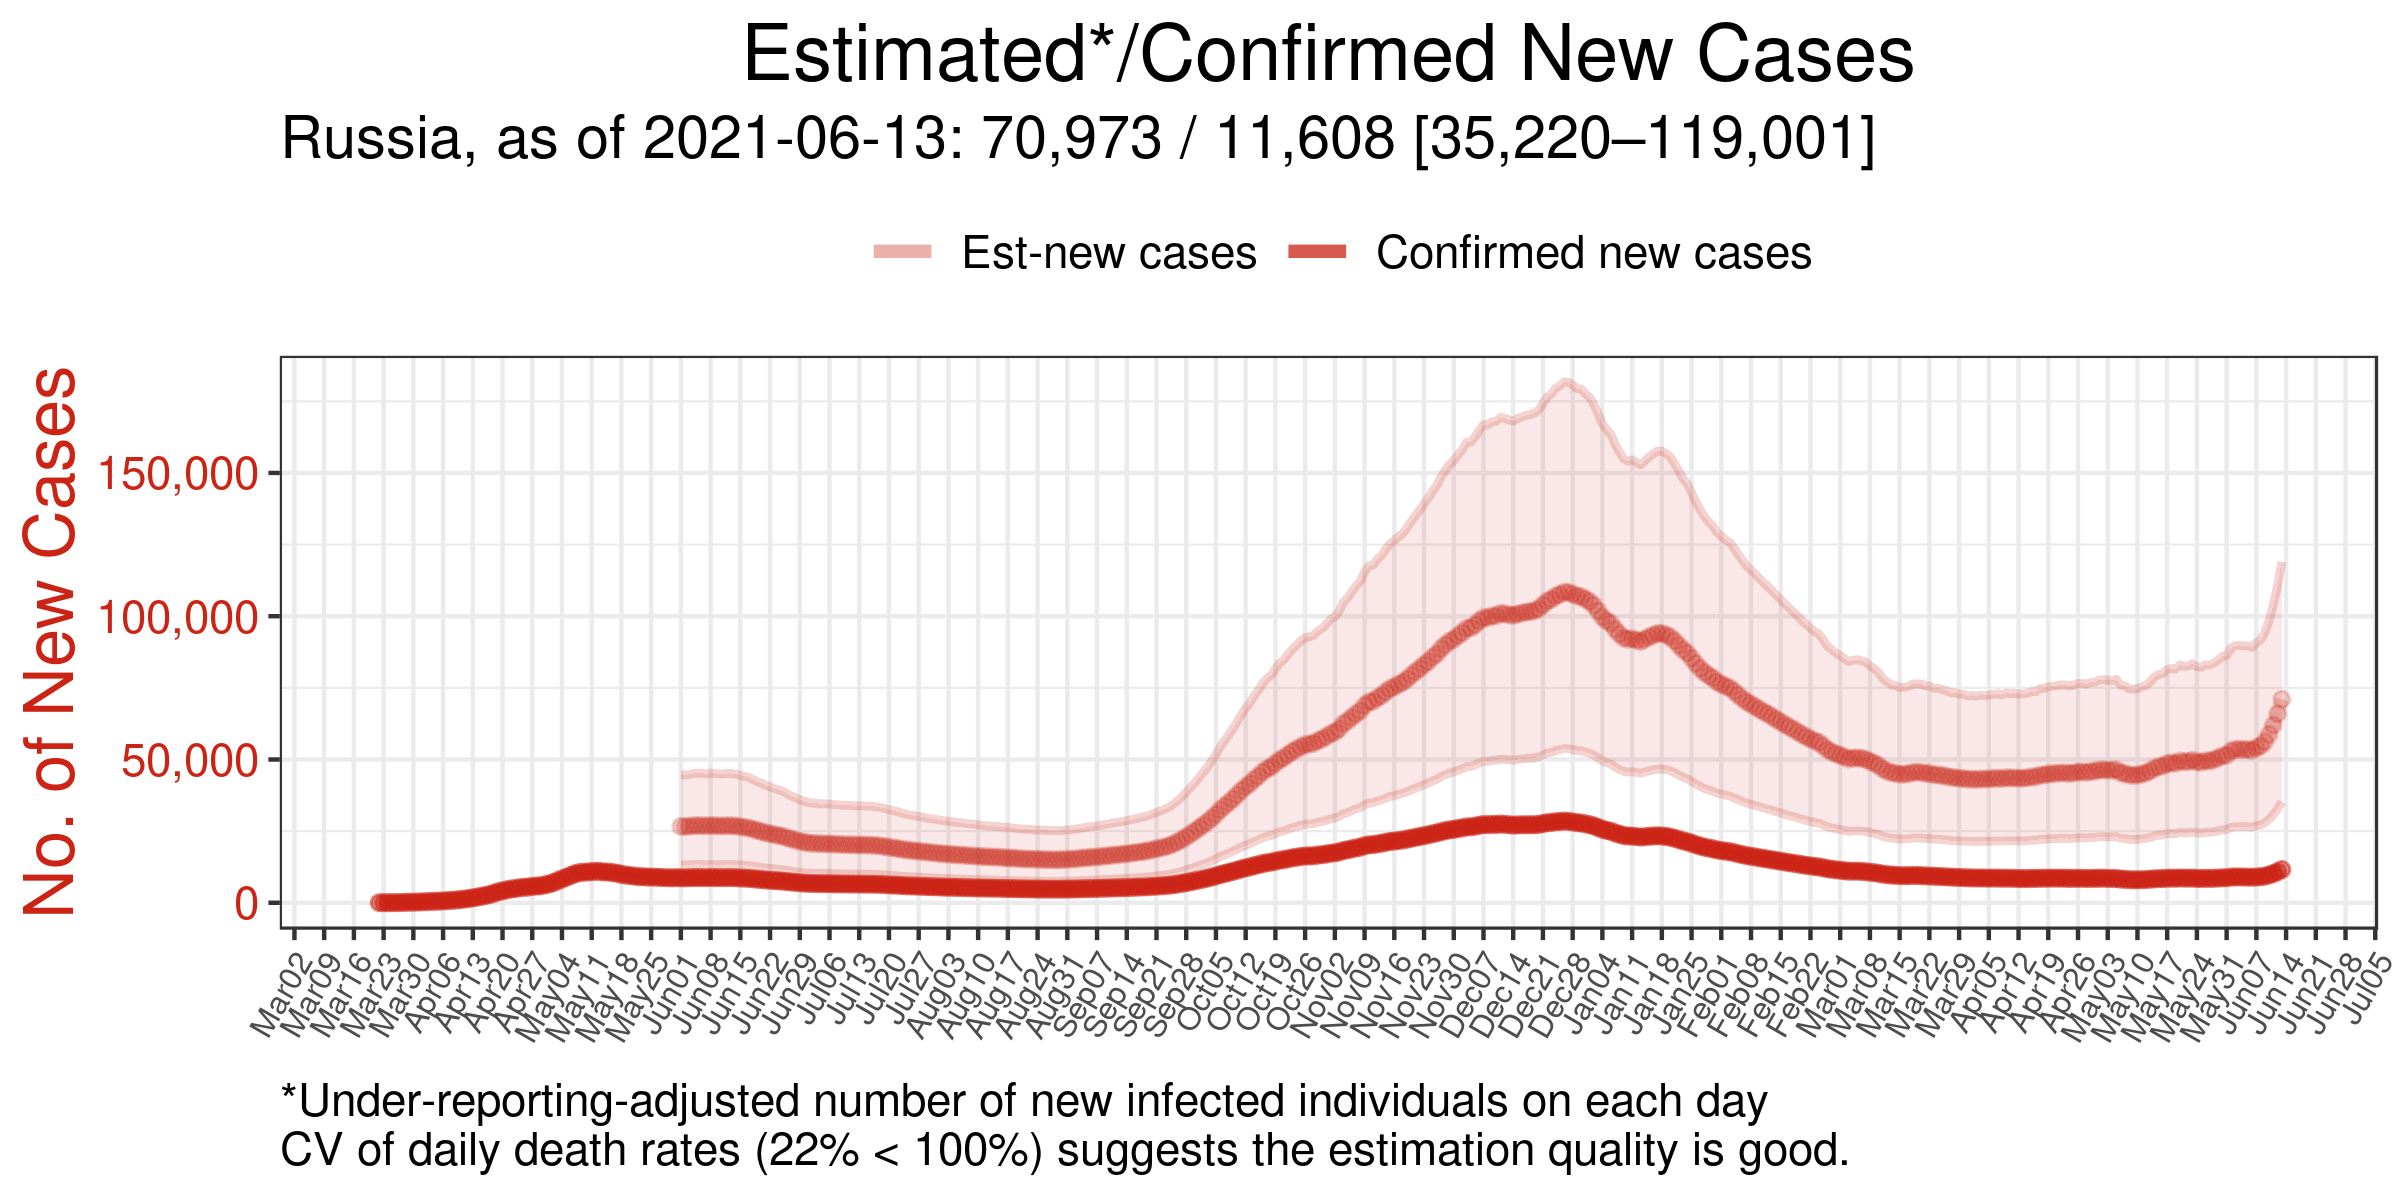 Estimated*/Confirmed New Cases
Russia, as of 2021-06-13: 70,973 / 11,608 [35,220–119,001]
Est-new cases
Confirmed new cases
No. of New Cases
150,000
100,000
50,000
0
Mar02
Mar09
Mar16
Mar23
Mar30
Apr06
Apr13
Apr20
Apr27
May04
May11
May18
May25
Jun01
Jun08
Jun15
Jun22
Jun29
Jul06
Jul13
Jul20
Jul27
Aug03
Aug10
Aug17
Aug24
Aug31
Sep07
Sep14
Sep21
Sep28
Oct05
Oct12
Oct19
Oct26
Nov02
Nov09
Nov16
Nov23
Nov30
Dec07
Dec14
Dec21
Dec28
Jan04
Jan11
Jan18
Jan25
Feb01
Feb08
Feb15
Feb22
Mar01
Mar08
Mar15
Mar22
Mar29
Apr05
Apr12
Apr19
Apr26
May03
May10
May17
May24
May31
Jun07
Jun14
Jun21
Jun28
Jul05
*Under-reporting-adjusted number of new infected individuals on each day
CV of daily death rates (22% < 100%) suggests the estimation quality is good.